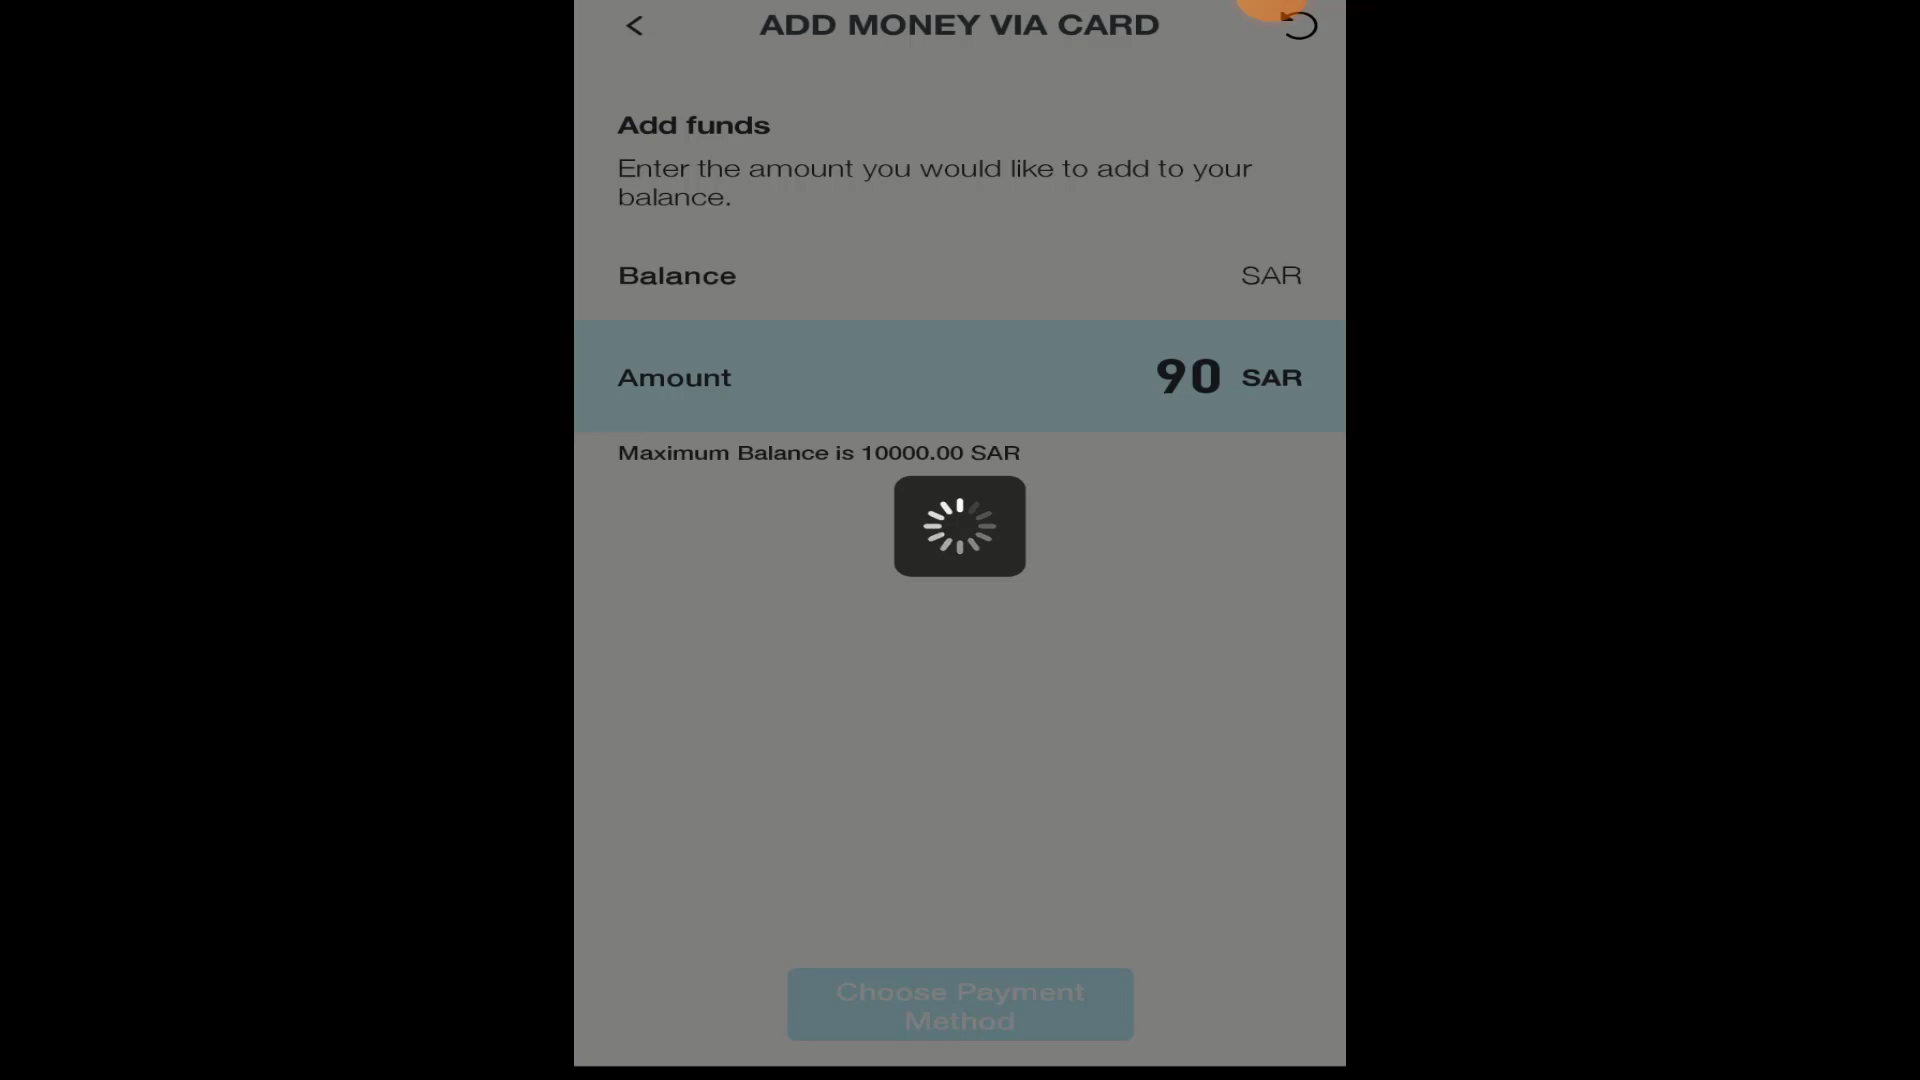 ADD MONEY VIA CARD
Add funds
Enter the amount you would like to add to your
balance.
Balance SAR
Amount 90 SAR
Maximum Balance is 10000.00 SAR
Choose Payment
Method